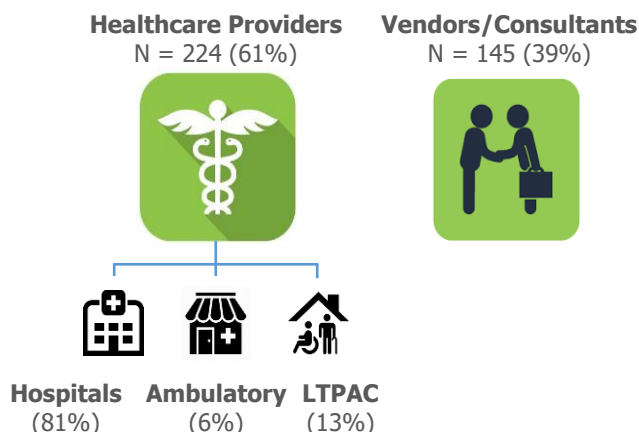 Healthcare Providers
N = 224 (61%)
Vendors/Consultants
N = 145 (39%)
Hospitals
(81%)
Ambulatory
(6%)
LTPAC
(13%)